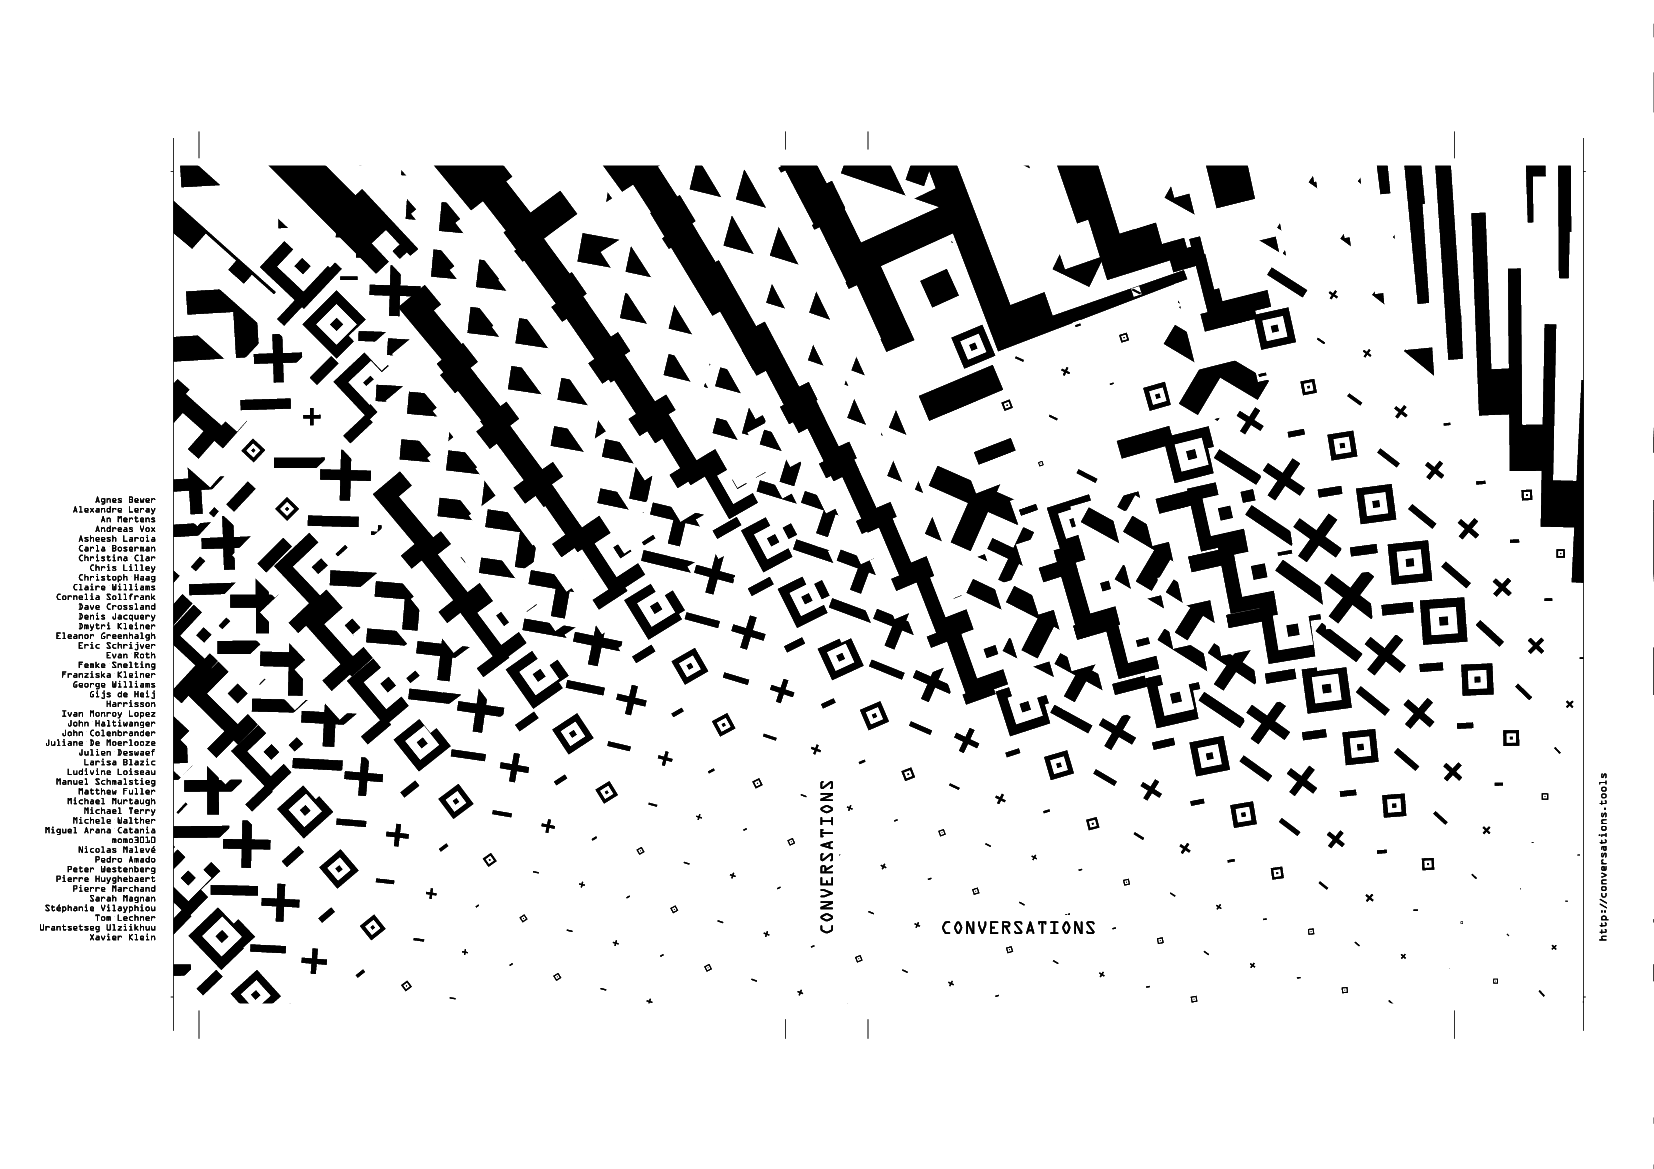 Agnes Bewer
Alexandre Leray
An Mertens
Andreas Vox
Asheesh Laroia
Carla Boserman
Christina Clar
Chris Lilley
Christoph Haag
Claire Williams
Cornelia Sollfrank
Dave Crossland
Denis Jacquery
Dmytri Kleiner
Eleanor Greenhalgh
Eric Schrijver
Evan Roth
Femke Snelting
Franziska Kleiner
George Williams
Gijs de Heij
Harrisson
Ivan Monroy Lopez
John Haltiwanger
John Colenbrander
Juliane De Moerlooze
Julien Deswaef
Larisa Blazic
Ludivine Loiseau
Manuel Schmalstieg
Matthew Fuller
Michael Murtaugh
Michael Terry
Michele Walther
Miguel Arana Catania
momo3010
Nicolas Malevé
Pedro Amado
Peter Westenberg
Pierre Huyghebaert
Pierre Marchand
Sarah Magnan
Stéphanie Vilayphiou
Tom Lechner
Urantsetseg Ulziikhuu
Xavier Klein
CONVERSATIONS
CONVERSATIONS
http://conversations.tools